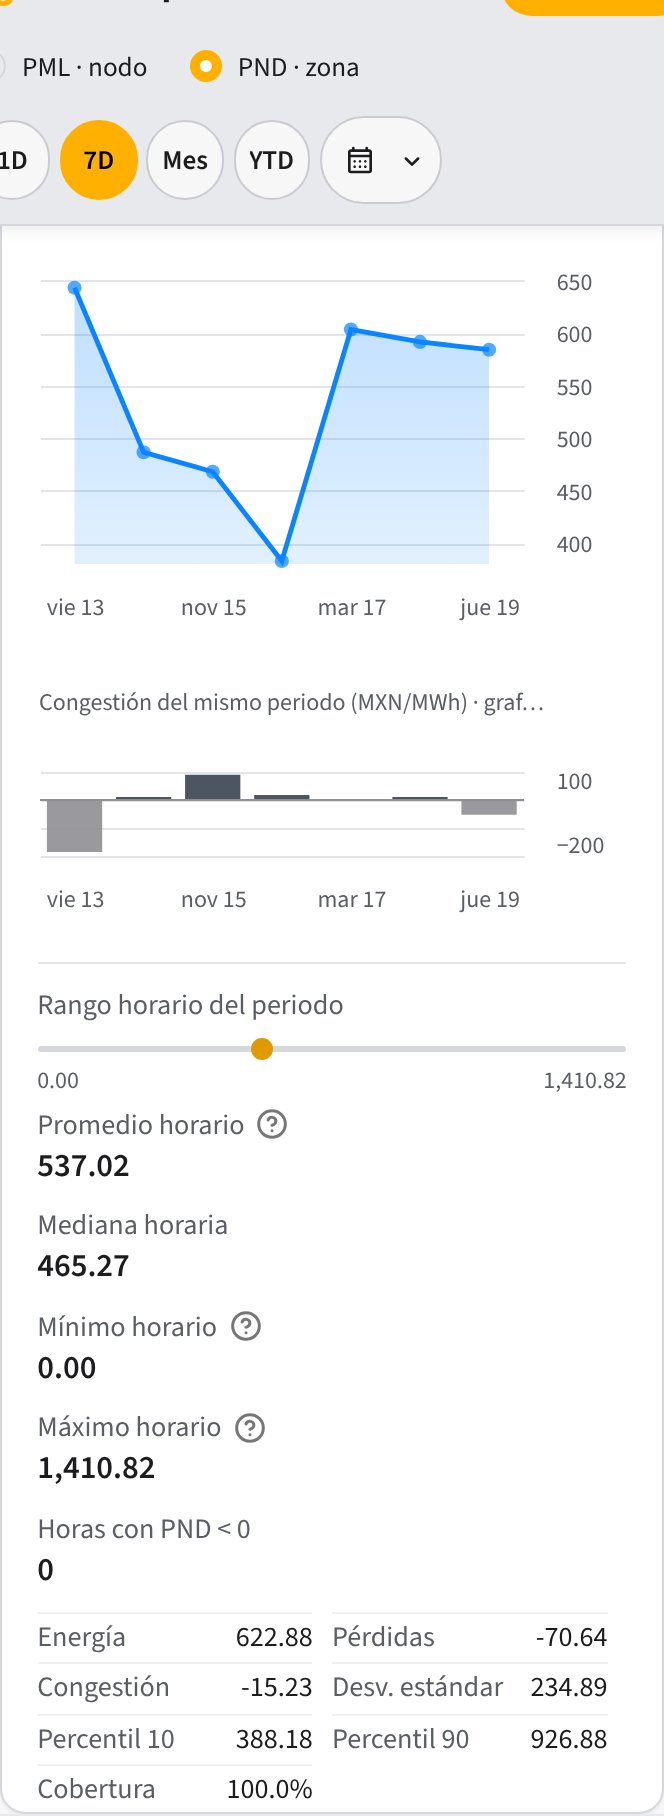 PML · nodo PND · zona
1D 7D Mes YTD
650
600
550
500
450
400
vie 13 nov 15 mar 17 jue 19
Congestión del mismo periodo (MXN/MWh) · graf…
100
−200
vie 13 nov 15 mar 17 jue 19
Rango horario del periodo
0.00 1,410.82
Promedio horario ?
537.02
Mediana horaria
465.27
Mínimo horario ?
0.00
Máximo horario ?
1,410.82
Horas con PND < 0
0
Energía 622.88 Pérdidas -70.64
Congestión -15.23 Desv. estándar 234.89
Percentil 10 388.18 Percentil 90 926.88
Cobertura 100.0%